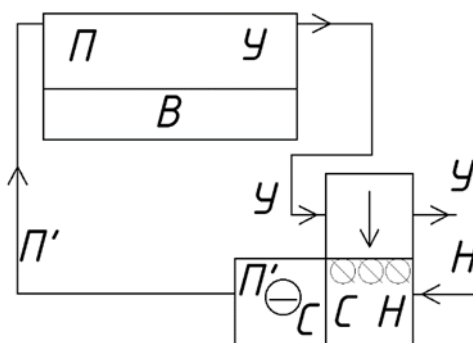 П У
В
У У
П' Н
П' С С Н